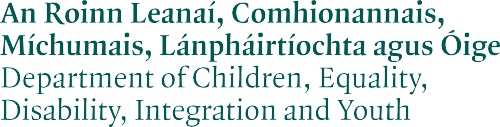 An Roinn Leanaí, Comhionannais,
Míchumais, Lánpháirtíochta agus Óige
Department of Children, Equality,
Disability, Integration and Youth